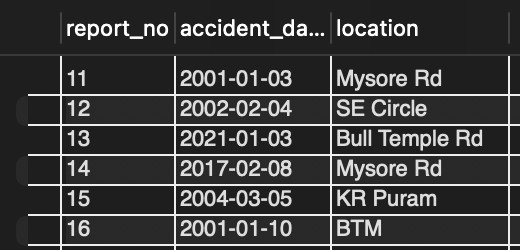 report_no accident_da... location
11 2001-01-03 Mysore Rd
12 2002-02-04 SE Circle
13 2021-01-03 Bull Temple Rd
14 2017-02-08 Mysore Rd
15 2004-03-05 KR Puram
16 2001-01-10 BTM